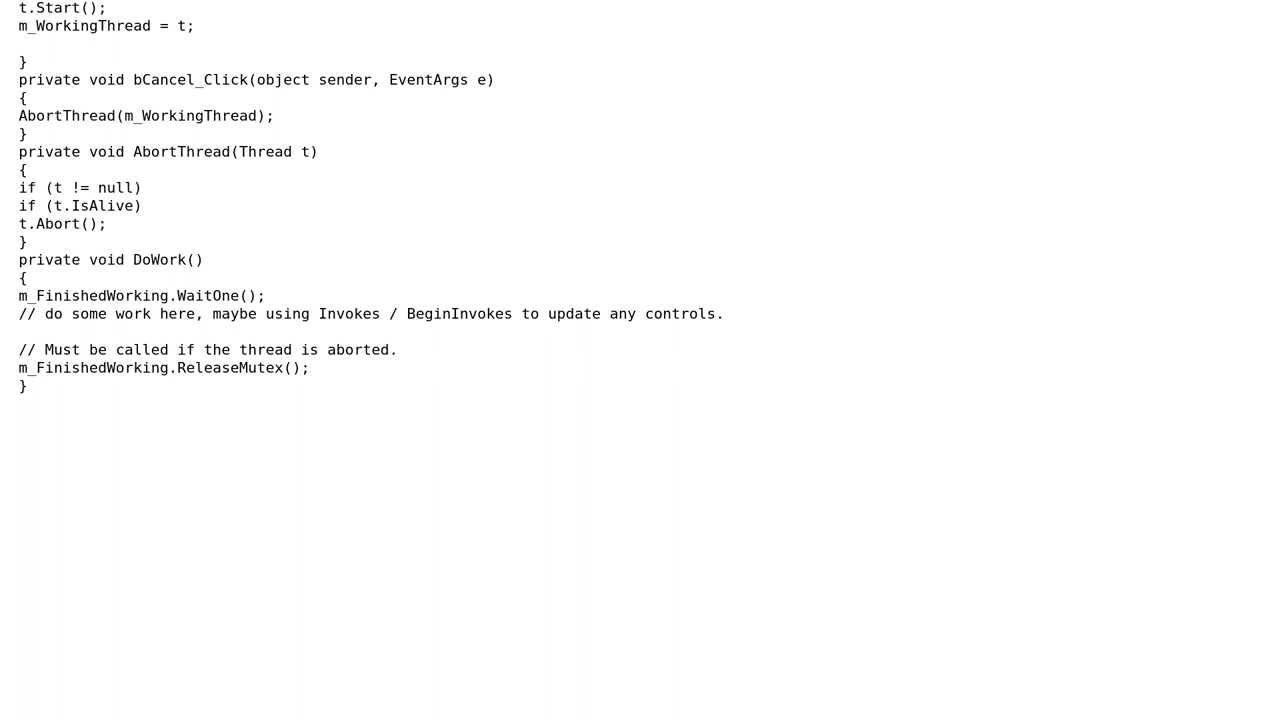 t.Start();
m_WorkingThread = t;
}
private void bCancel_Click(object sender, EventArgs e)
{
AbortThread(m_WorkingThread);
}
private void AbortThread(Thread t)
{
if (t != null)
if (t.IsAlive)
t.Abort();
}
private void DoWork()
{
m_FinishedWorking.WaitOne();
// do some work here, maybe using Invokes / BeginInvokes to update any controls.
// Must be called if the thread is aborted.
m_FinishedWorking.ReleaseMutex();
}